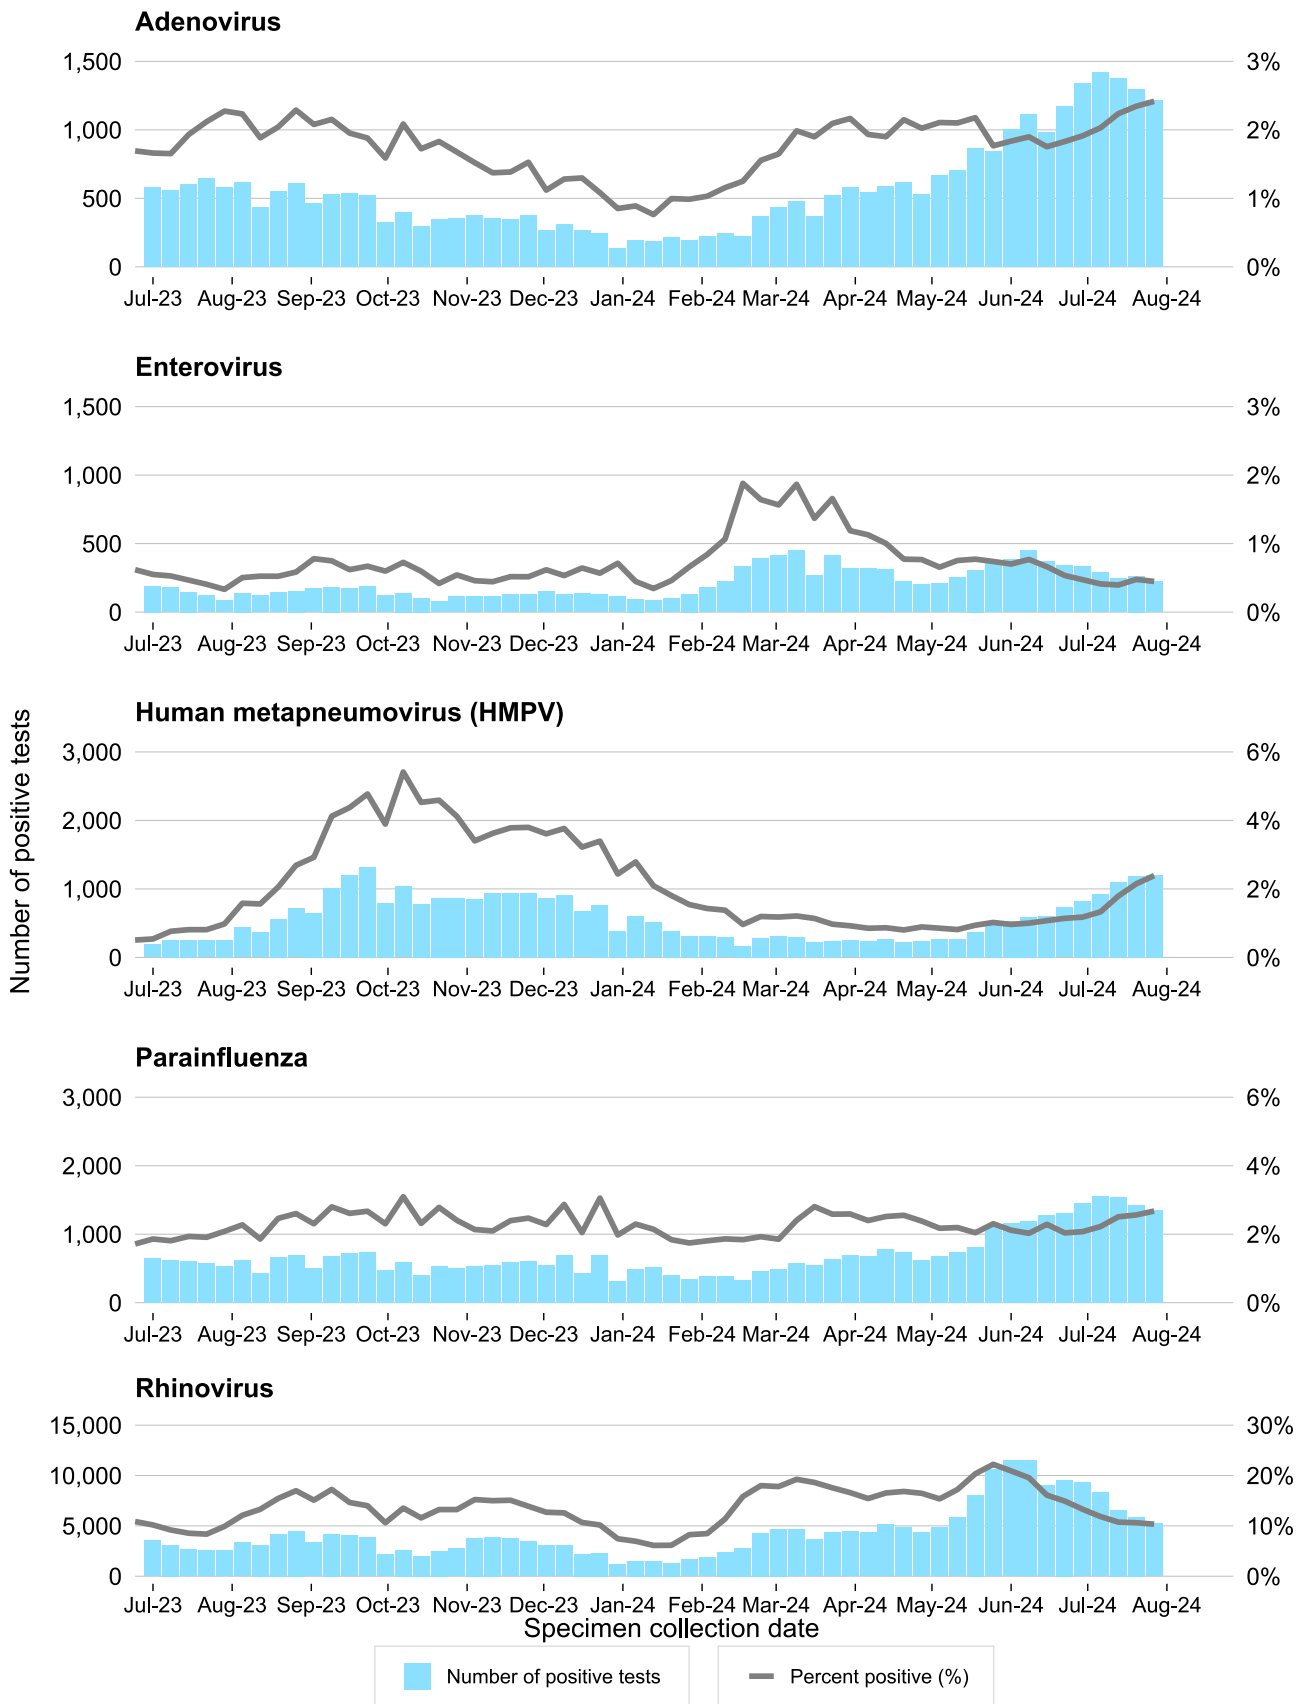 Adenovirus
1,500 3%
1,000 2%
500 1%
0 0%
Jul-23 Aug-23 Sep-23 Oct-23 Nov-23 Dec-23 Jan-24 Feb-24 Mar-24 Apr-24 May-24 Jun-24 Jul-24 Aug-24
Enterovirus
1,500 3%
1,000 2%
500 1%
0 0%
Jul-23 Aug-23 Sep-23 Oct-23 Nov-23 Dec-23 Jan-24 Feb-24 Mar-24 Apr-24 May-24 Jun-24 Jul-24 Aug-24
Number of positive tests
Human metapneumovirus (HMPV)
3,000 6%
2,000 4%
1,000 2%
0 0%
Jul-23 Aug-23 Sep-23 Oct-23 Nov-23 Dec-23 Jan-24 Feb-24 Mar-24 Apr-24 May-24 Jun-24 Jul-24 Aug-24
Parainfluenza
3,000 6%
2,000 4%
1,000 2%
0 0%
Jul-23 Aug-23 Sep-23 Oct-23 Nov-23 Dec-23 Jan-24 Feb-24 Mar-24 Apr-24 May-24 Jun-24 Jul-24 Aug-24
Rhinovirus
15,000 30%
10,000 20%
5,000 10%
0 0%
Jul-23 Aug-23 Sep-23 Oct-23 Nov-23 Dec-23 Jan-24 Feb-24 Mar-24 Apr-24 May-24 Jun-24 Jul-24 Aug-24
Specimen collection date
Number of positive tests Percent positive (%)